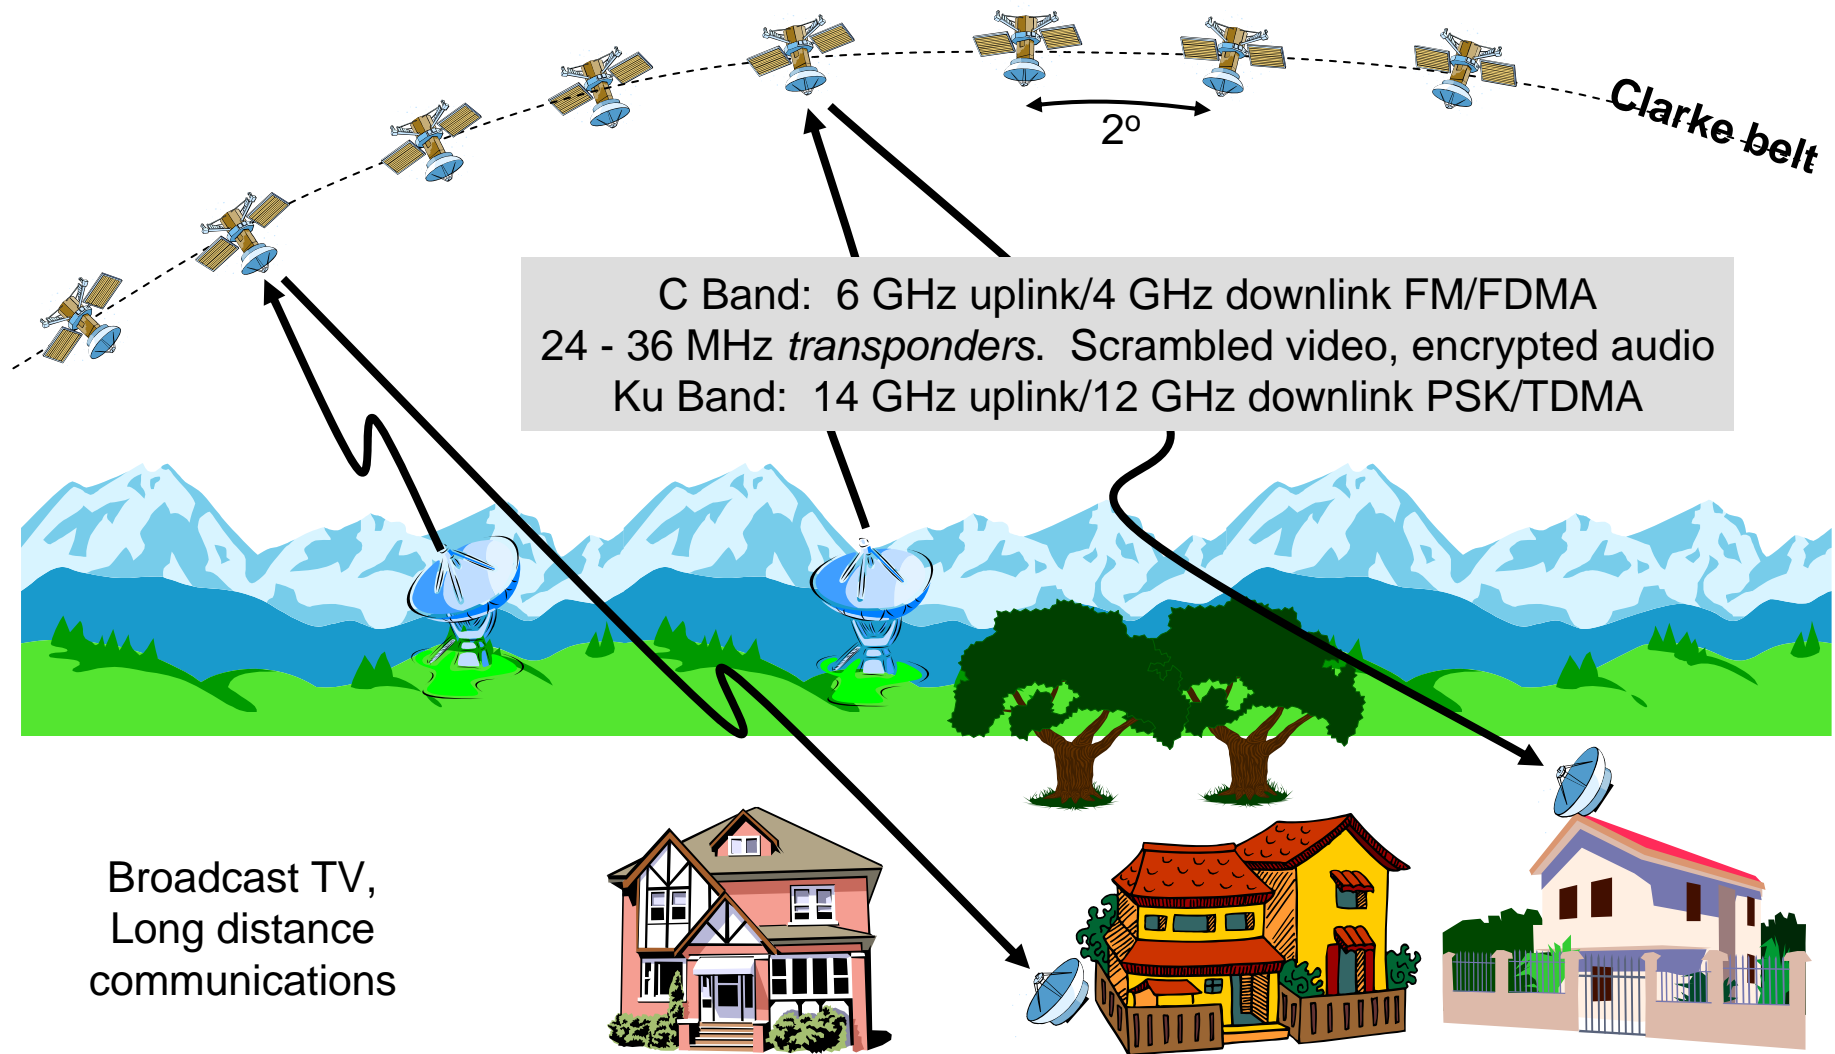 2º
Clarke belt
C Band:  6 GHz uplink/4 GHz downlink FM/FDMA
24 - 36 MHz transponders.  Scrambled video, encrypted audio
Ku Band:  14 GHz uplink/12 GHz downlink PSK/TDMA
Broadcast TV,
Long distance
communications